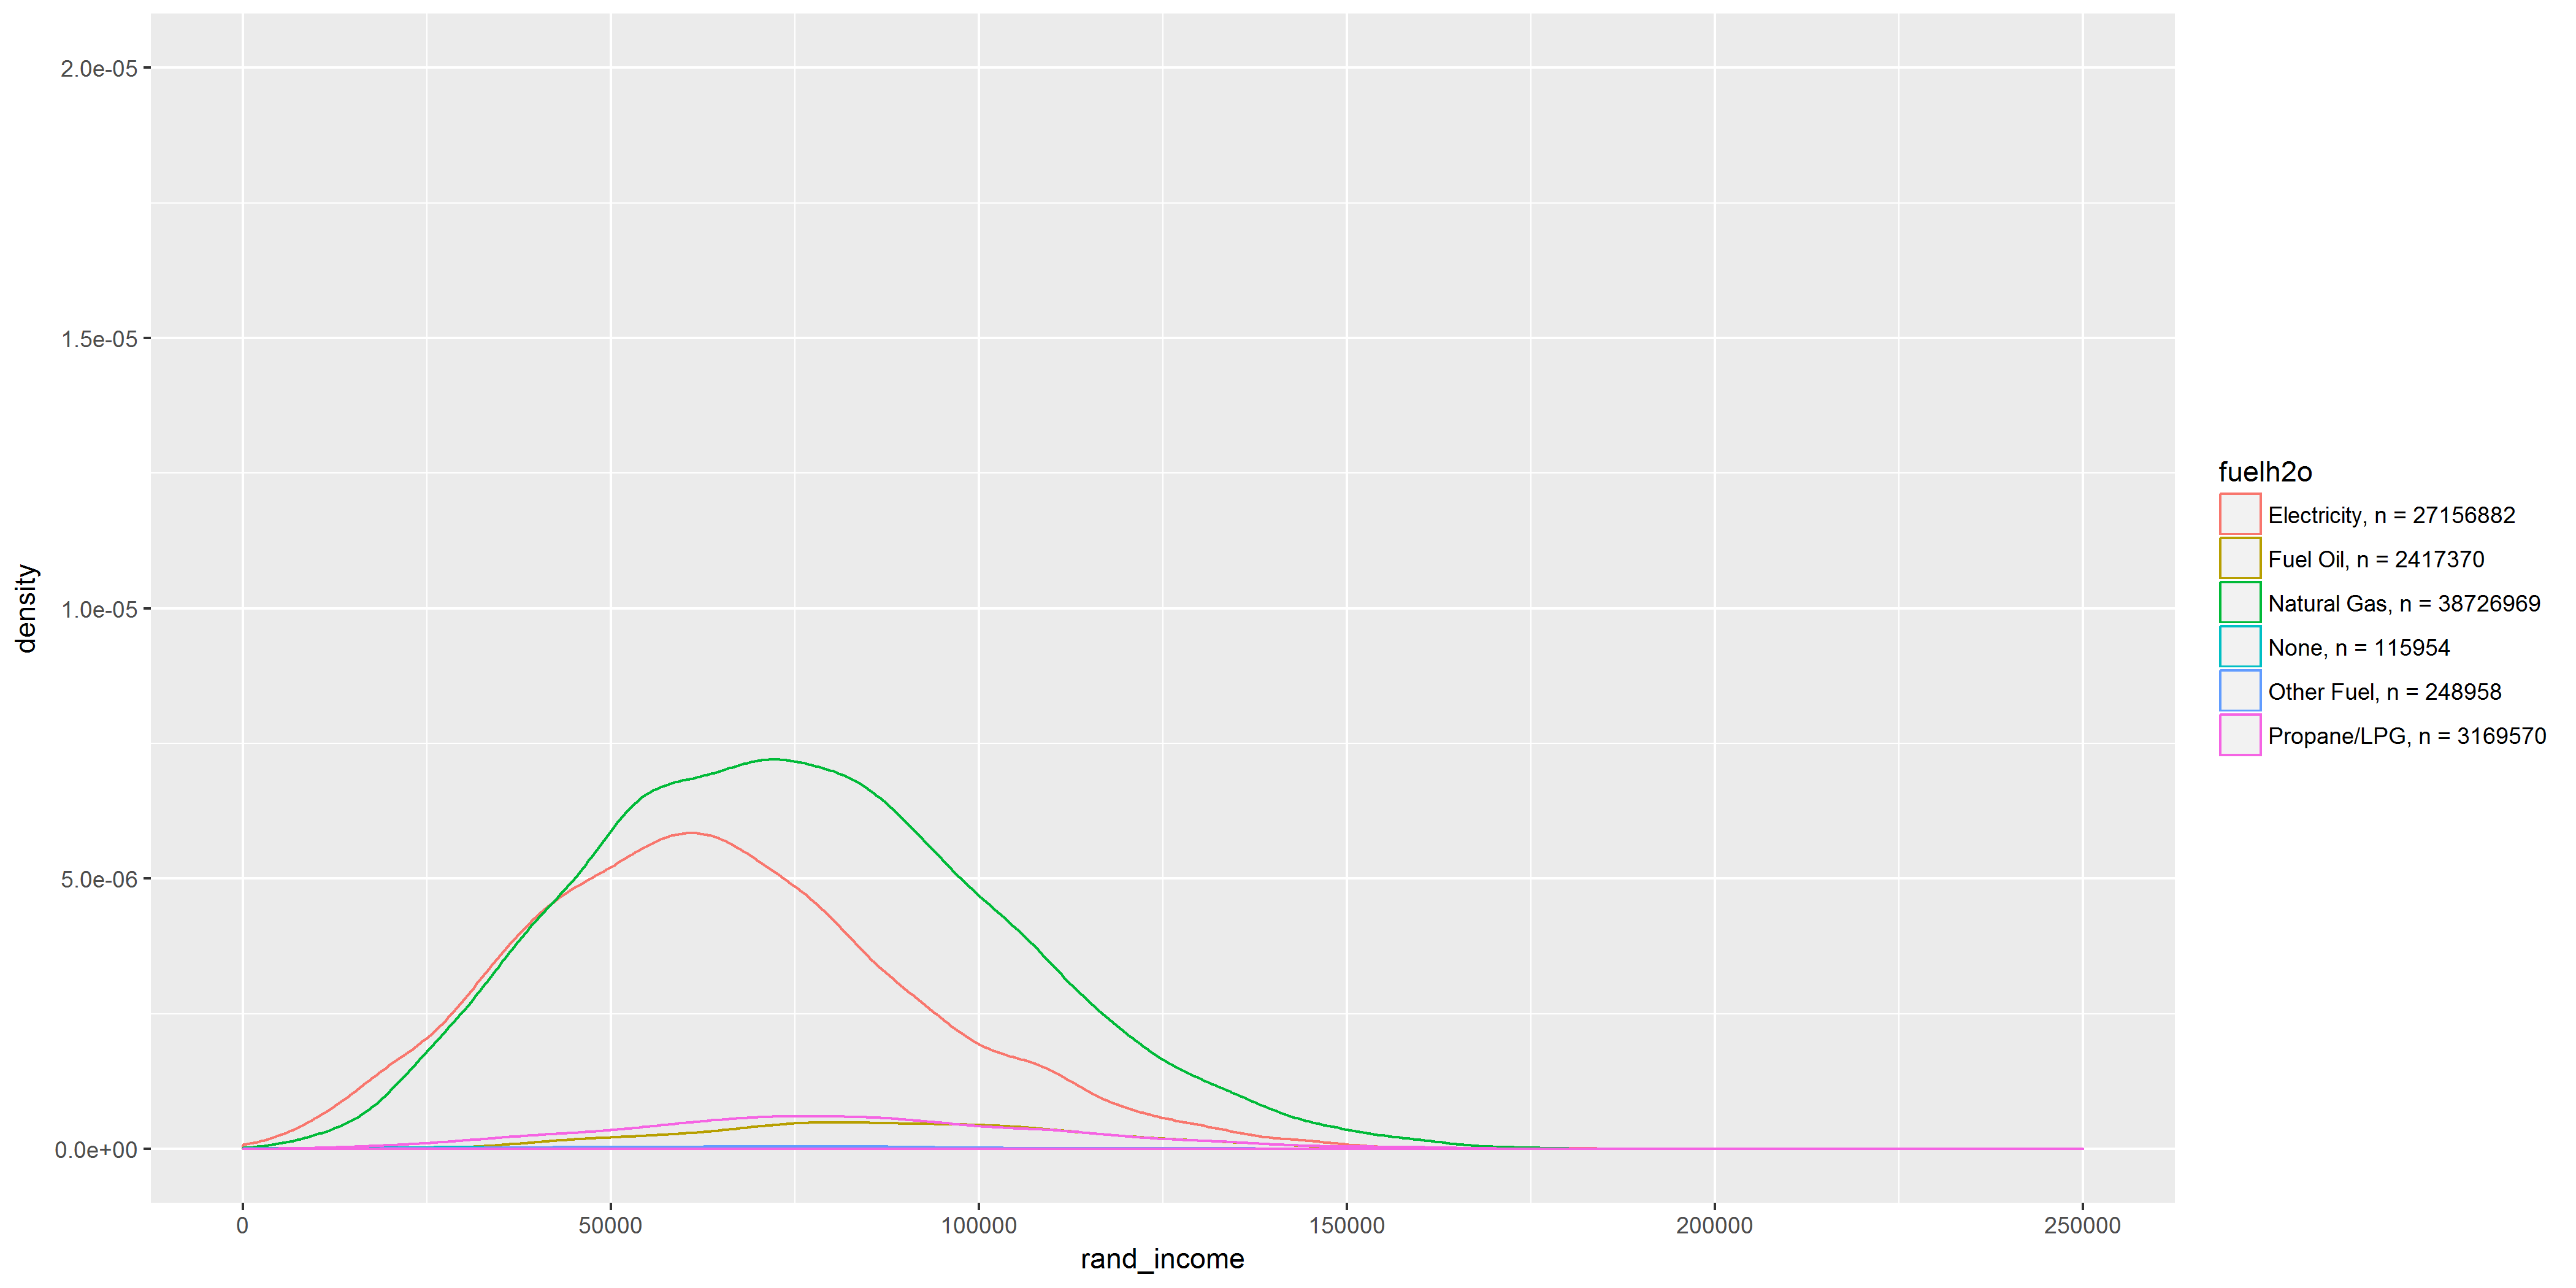 density
2.0e-05
1.5e-05
1.0e-05
5.0e-06
0.0e+00
0
50000
100000
150000
200000
250000
rand_income
fuelh2o
Electricity, n = 27156882
Fuel Oil, n = 2417370
Natural Gas, n = 38726969
None, n = 115954
Other Fuel, n = 248958
Propane/LPG, n = 3169570